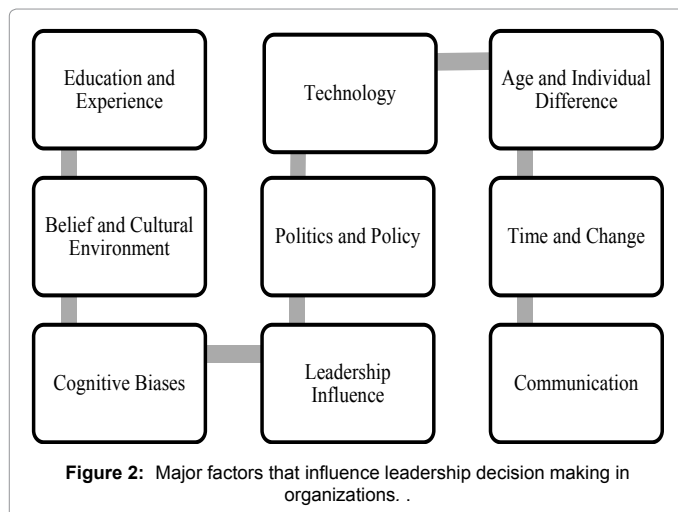 Education and
Experience
Belief and Cultural
Environment
Cognitive Biases
Leadership
Influence
Politics and Policy
Technology
Age and Individual
Difference
Time and Change
Communication
Figure 2: Major factors that influence leadership decision making in
organizations. .